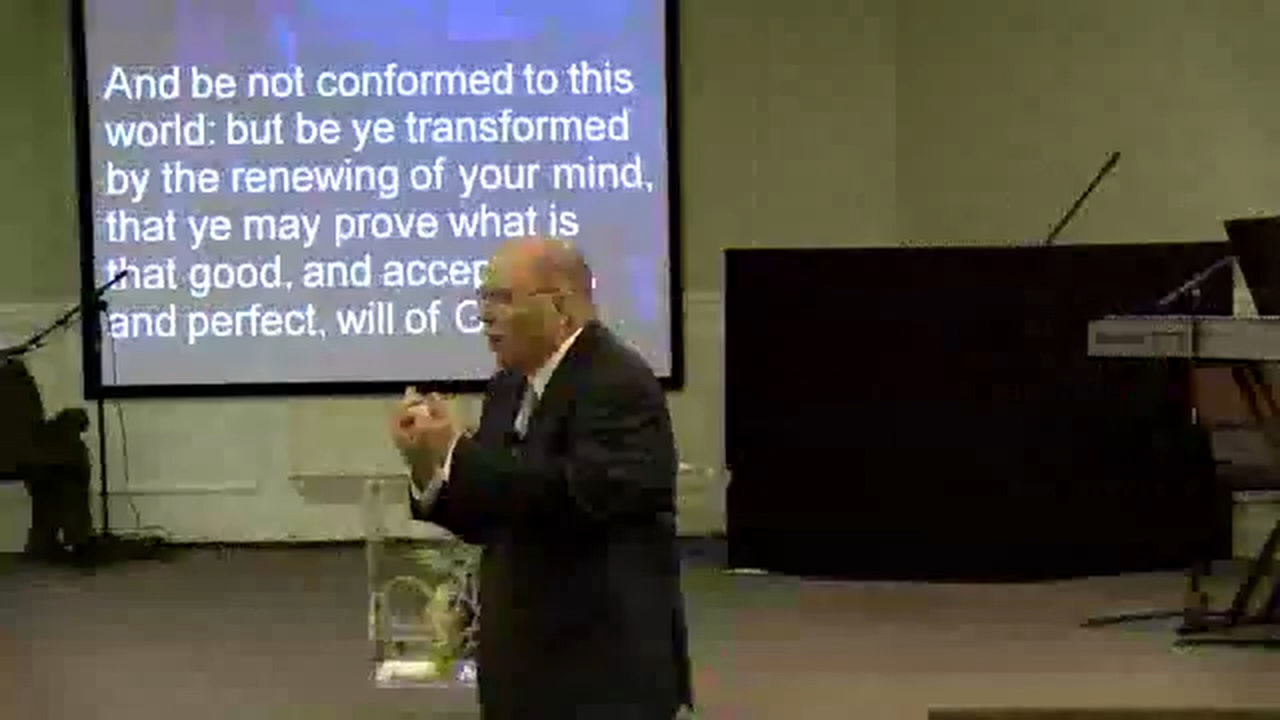 And be not conformed to this
world: but be ye transformed
by the renewing of your mind,
that ye may prove what is
that good, and
and perfect, will of